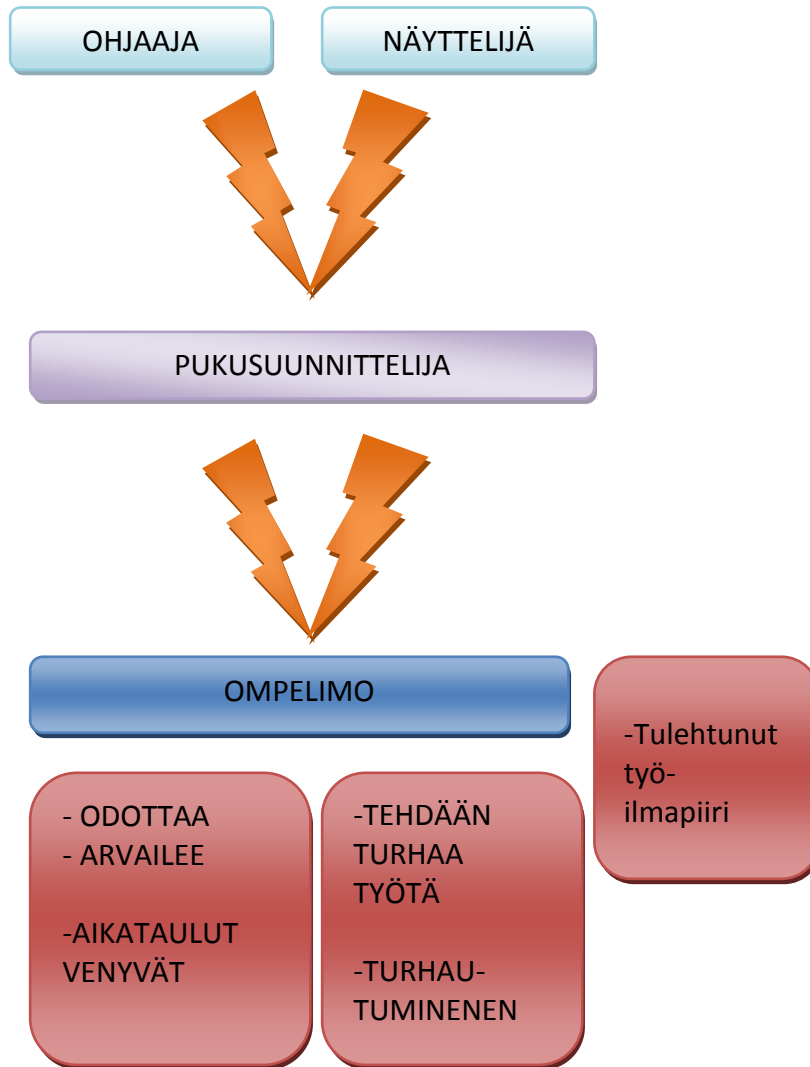 OHJAAJA
NÄYTTELIJÄ
PUKUSUUNNITTELIJA
OMPELIMO
- ODOTTAA
- ARVAILEE
-AIKATAULUT
VENYVÄT
-TEHDÄÄN
TURHAA
TYÖTÄ
-TURHAU-
TUMINENEN
-Tulehtunut
työ-
ilmapiiri